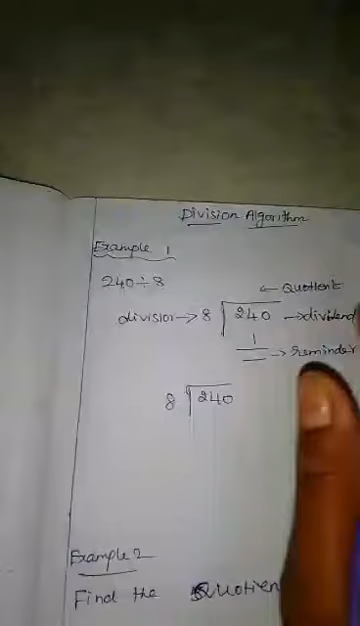 Division Algorithm
Example 1
240 ÷ 8
← Quotient
division → 8 240 → dividend
1 → reminder
8 240
Example 2
Find the Quotien